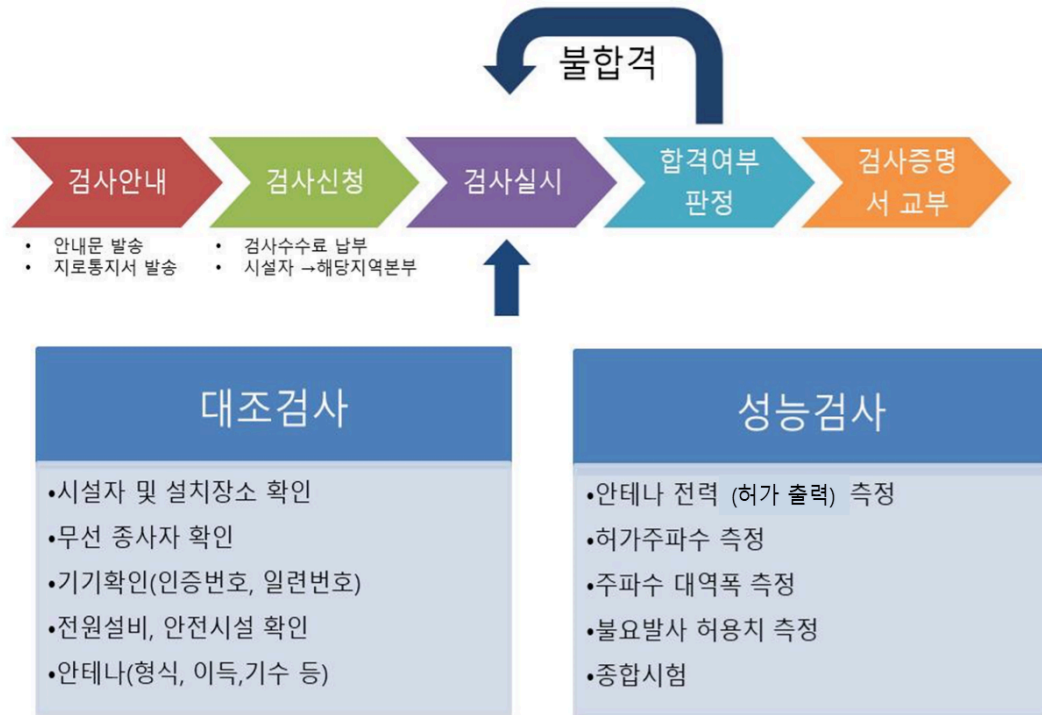 불합격
검사안내
검사신청
검사실시
합격여부
판정
검사증명
서 교부
• 안내문 발송
• 지로통지서 발송
• 검사수수료 납부
• 시설자 →해당지역본부
대조검사
•시설자 및 설치장소 확인
•무선 종사자 확인
•기기확인(인증번호, 일련번호)
•전원설비, 안전시설 확인
•안테나(형식, 이득,기수 등)
성능검사
•안테나 전력 (허가 출력) 측정
•허가주파수 측정
•주파수 대역폭 측정
•불요발사 허용치 측정
•종합시험